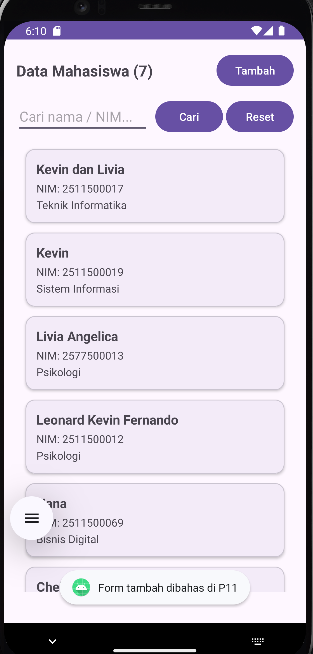 6:10
Data Mahasiswa (7)
Tambah
Cari nama / NIM...
Cari
Reset
Kevin dan Livia
NIM: 2511500017
Teknik Informatika
Kevin
NIM: 2511500019
Sistem Informasi
Livia Angelica
NIM: 2577500013
Psikologi
Leonard Kevin Fernando
NIM: 2511500012
Psikologi
2511500069
Bisnis Digital
Form tambah dibahas di P11